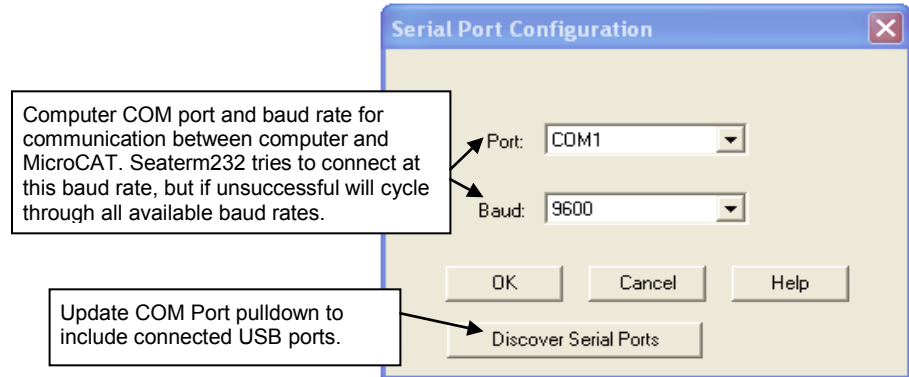 Serial Port Configuration
Computer COM port and baud rate for
communication between computer and
MicroCAT. Seaterm232 tries to connect at
this baud rate, but if unsuccessful will cycle
through all available baud rates.
Port: COM1
Baud: 9600
OK Cancel Help
Update COM Port pulldown to
include connected USB ports.
Discover Serial Ports